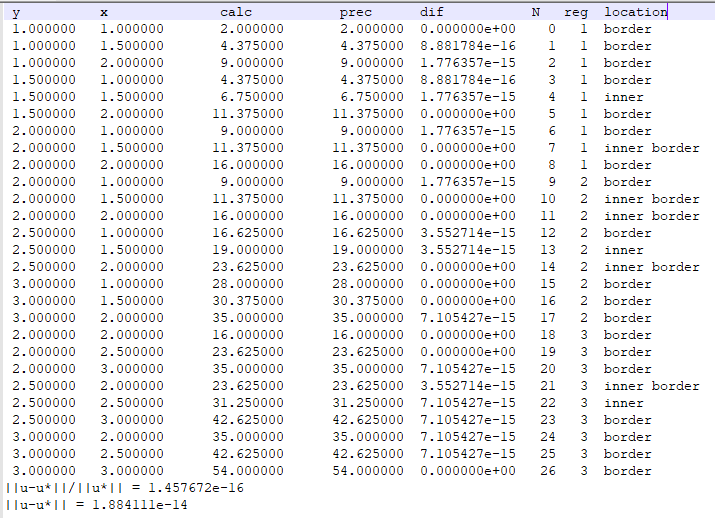 y x calc prec dif N reg location
1.000000 1.000000 2.000000 2.000000 0.000000e+00 0 1 border
1.000000 1.500000 4.375000 4.375000 8.881784e-16 1 1 border
1.000000 2.000000 9.000000 9.000000 1.776357e-15 2 1 border
1.500000 1.000000 4.375000 4.375000 8.881784e-16 3 1 border
1.500000 1.500000 6.750000 6.750000 1.776357e-15 4 1 inner
1.500000 2.000000 11.375000 11.375000 0.000000e+00 5 1 border
2.000000 1.000000 9.000000 9.000000 1.776357e-15 6 1 border
2.000000 1.500000 11.375000 11.375000 0.000000e+00 7 1 inner border
2.000000 2.000000 16.000000 16.000000 0.000000e+00 8 1 border
2.000000 1.000000 9.000000 9.000000 1.776357e-15 9 2 border
2.000000 1.500000 11.375000 11.375000 0.000000e+00 10 2 inner border
2.000000 2.000000 16.000000 16.000000 0.000000e+00 11 2 inner border
2.500000 1.000000 16.625000 16.625000 3.552714e-15 12 2 border
2.500000 1.500000 19.000000 19.000000 3.552714e-15 13 2 inner
2.500000 2.000000 23.625000 23.625000 0.000000e+00 14 2 inner border
3.000000 1.000000 28.000000 28.000000 0.000000e+00 15 2 border
3.000000 1.500000 30.375000 30.375000 0.000000e+00 16 2 border
3.000000 2.000000 35.000000 35.000000 7.105427e-15 17 2 border
2.000000 2.000000 16.000000 16.000000 0.000000e+00 18 3 border
2.000000 2.500000 23.625000 23.625000 0.000000e+00 19 3 border
2.000000 3.000000 35.000000 35.000000 7.105427e-15 20 3 border
2.500000 2.000000 23.625000 23.625000 3.552714e-15 21 3 inner border
2.500000 2.500000 31.250000 31.250000 7.105427e-15 22 3 inner
2.500000 3.000000 42.625000 42.625000 7.105427e-15 23 3 border
3.000000 2.000000 35.000000 35.000000 7.105427e-15 24 3 border
3.000000 2.500000 42.625000 42.625000 7.105427e-15 25 3 border
3.000000 3.000000 54.000000 54.000000 0.000000e+00 26 3 border
||u-u*||/||u*|| = 1.457672e-16
||u-u*|| = 1.884111e-14